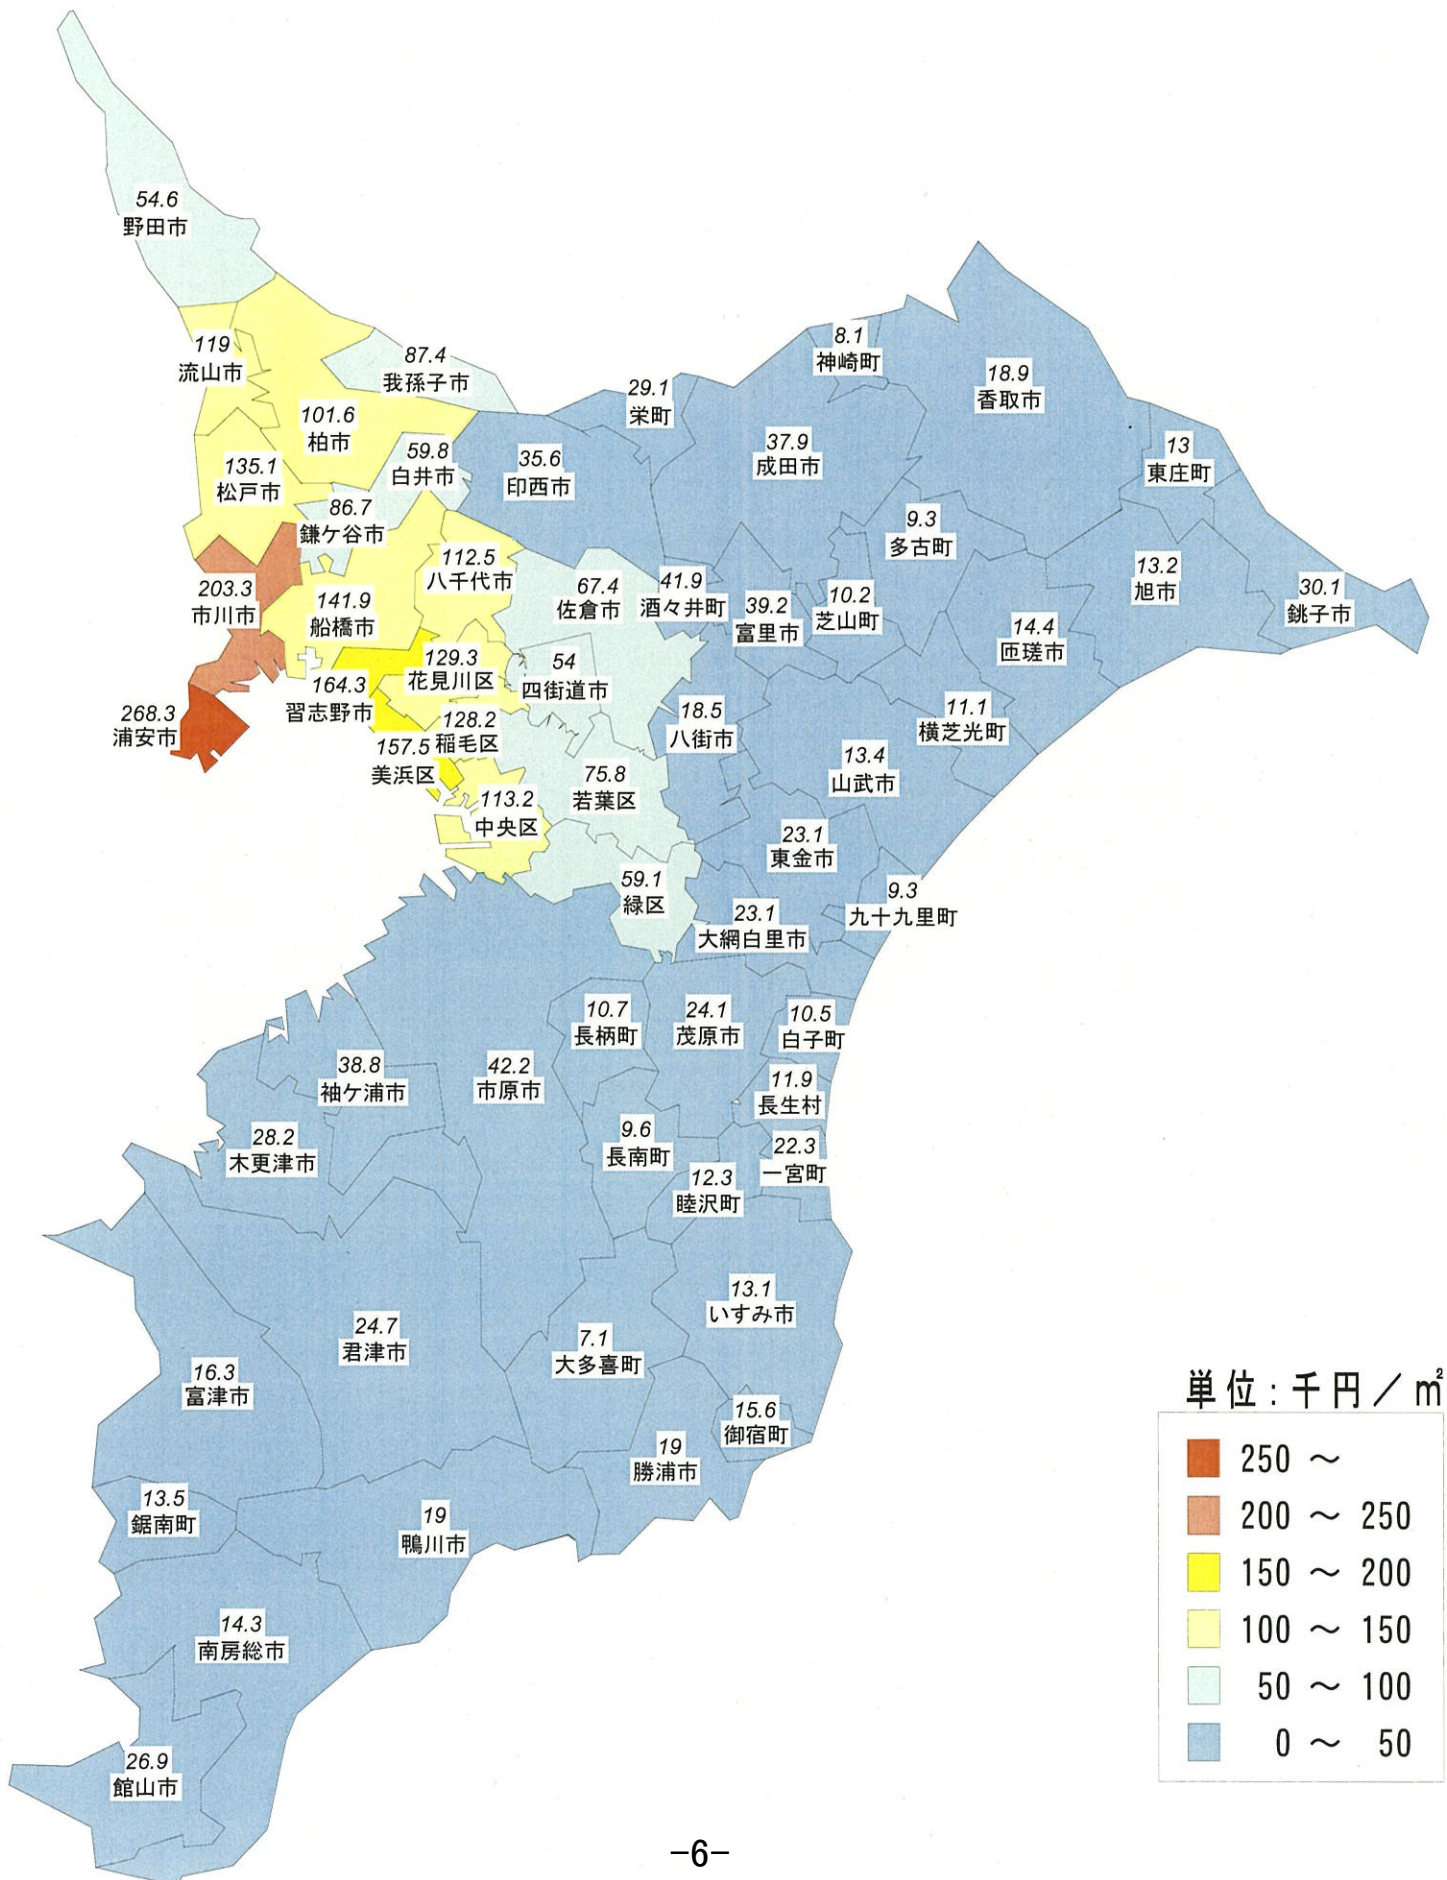 54.6
野田市
119
流山市
87.4
我孫子市
101.6
柏市
135.1
松戸市
59.8
白井市
86.7
鎌ケ谷市
35.6
印西市
29.1
栄町
37.9
成田市
8.1
神崎町
18.9
香取市
13
東庄町
9.3
多古町
13.2
旭市
30.1
銚子市
203.3
市川市
141.9
船橋市
112.5
八千代市
67.4
佐倉市
41.9
酒々井町
39.2
富里市
10.2
芝山町
14.4
匝瑳市
268.3
浦安市
164.3
習志野市
129.3
花見川区
54
四街道市
128.2
稲毛区
157.5
美浜区
113.2
中央区
75.8
若葉区
18.5
八街市
11.1
横芝光町
13.4
山武市
23.1
東金市
59.1
緑区
23.1
大網白里市
9.3
九十九里町
10.7
長柄町
24.1
茂原市
10.5
白子町
38.8
袖ケ浦市
42.2
市原市
11.9
長生村
28.2
木更津市
9.6
長南町
22.3
一宮町
12.3
睦沢町
13.1
いすみ市
24.7
君津市
7.1
大多喜町
16.3
富津市
15.6
御宿町
19
勝浦市
13.5
鋸南町
19
鴨川市
14.3
南房総市
26.9
館山市
単位:千円/㎡
250 ~
200 ~ 250
150 ~ 200
100 ~ 150
50 ~ 100
0 ~ 50
-6-